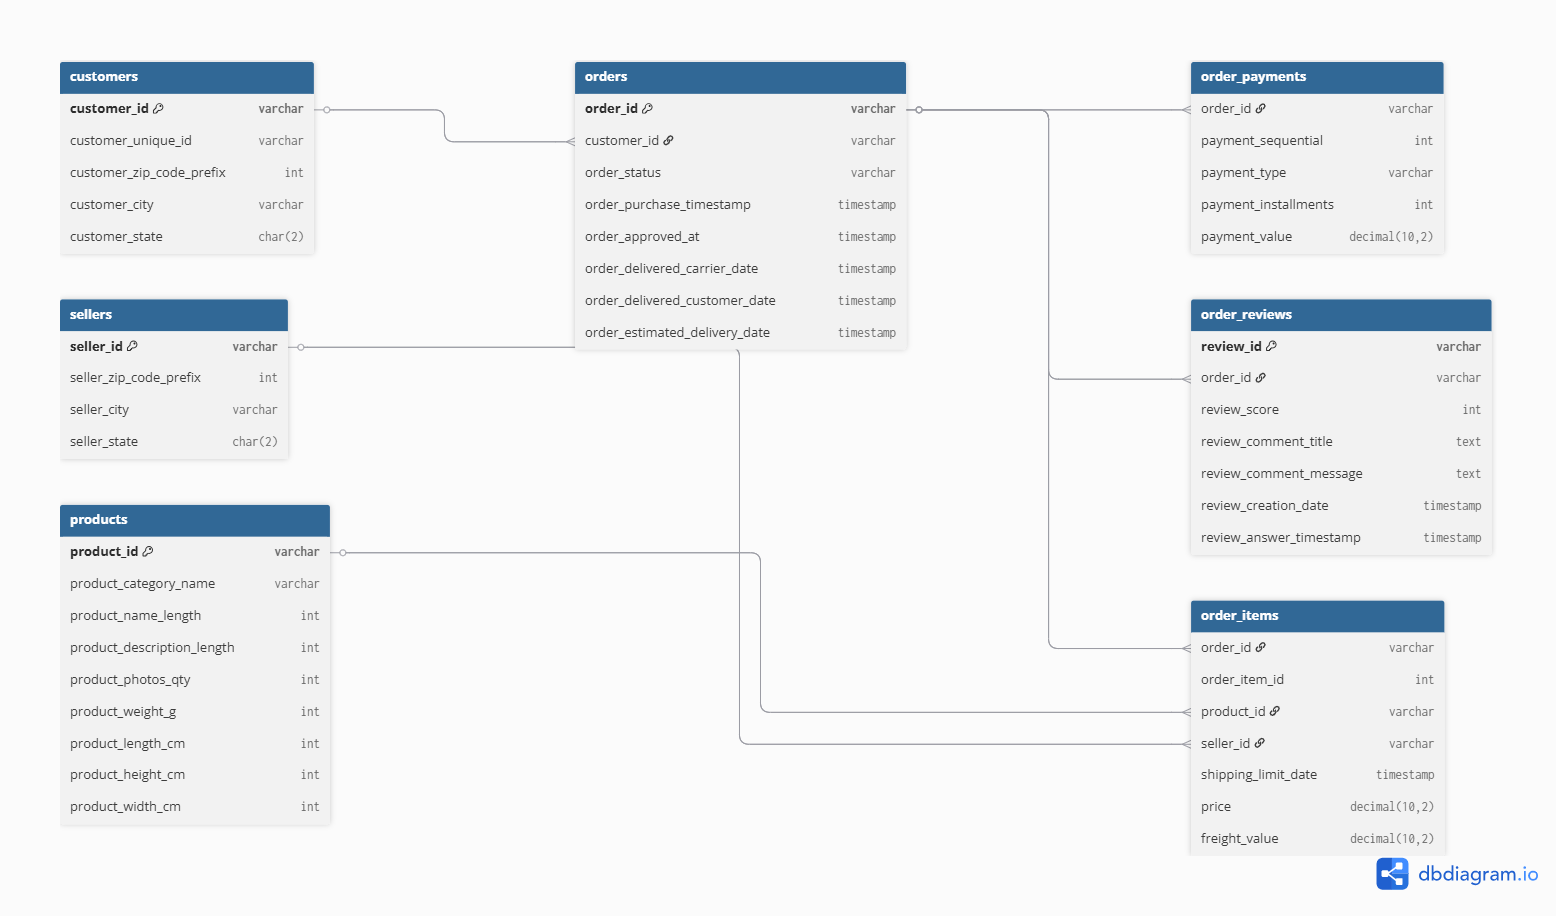 customers
customer_id varchar
customer_unique_id varchar
customer_zip_code_prefix int
customer_city varchar
customer_state char(2)
sellers
seller_id varchar
seller_zip_code_prefix int
seller_city varchar
seller_state char(2)
products
product_id varchar
product_category_name varchar
product_name_length int
product_description_length int
product_photos_qty int
product_weight_g int
product_length_cm int
product_height_cm int
product_width_cm int
orders
order_id varchar
customer_id varchar
order_status varchar
order_purchase_timestamp timestamp
order_approved_at timestamp
order_delivered_carrier_date timestamp
order_delivered_customer_date timestamp
order_estimated_delivery_date timestamp
order_payments
order_id varchar
payment_sequential int
payment_type varchar
payment_installments int
payment_value decimal(10,2)
order_reviews
review_id varchar
order_id varchar
review_score int
review_comment_title text
review_comment_message text
review_creation_date timestamp
review_answer_timestamp timestamp
order_items
order_id varchar
order_item_id int
product_id varchar
seller_id varchar
shipping_limit_date timestamp
price decimal(10,2)
freight_value decimal(10,2)
dbdiagram.io